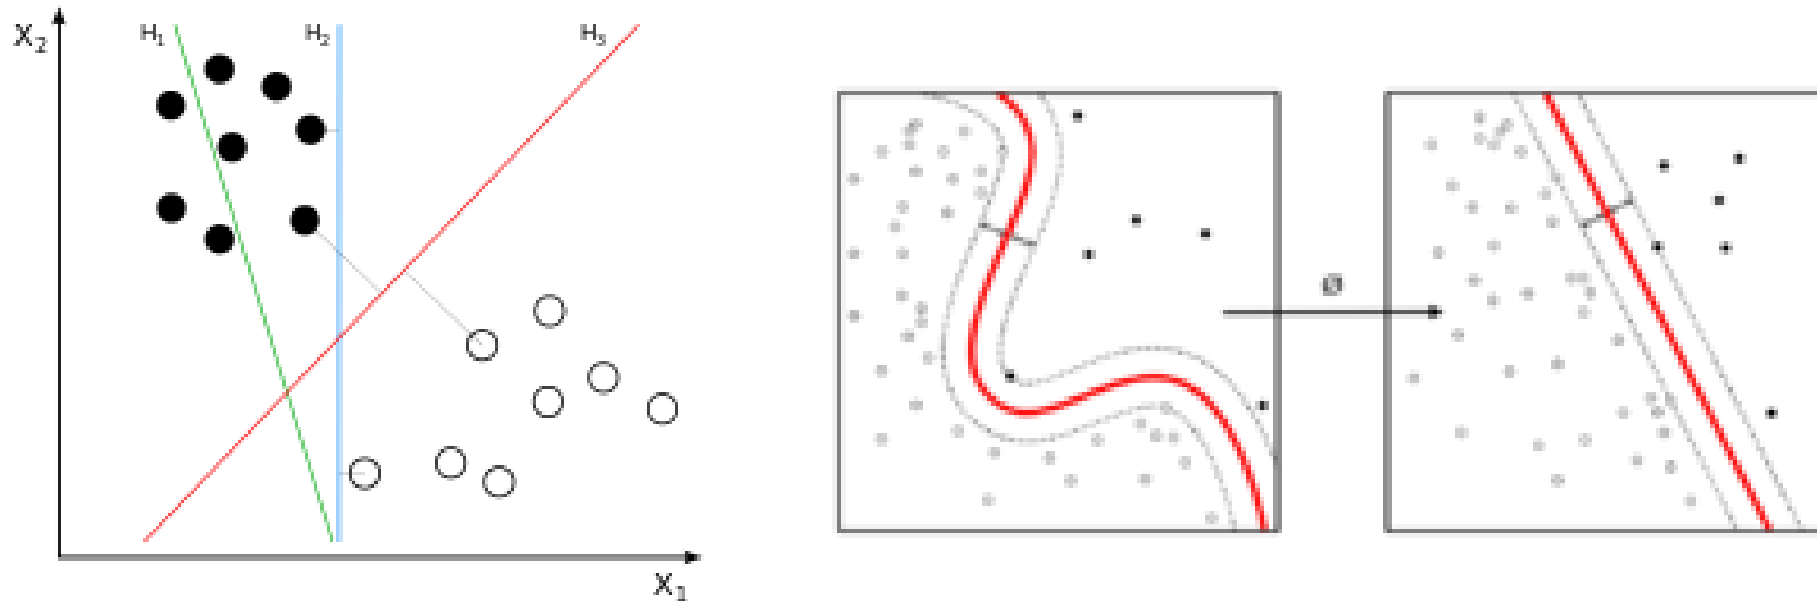 X₂
H₁
H₂
H₃
X₁
ø